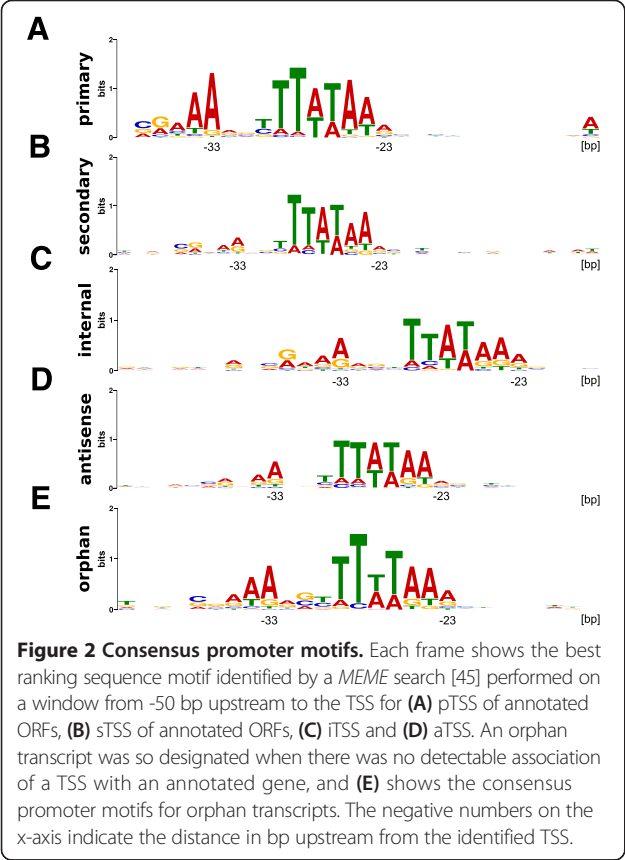 A
primary
bits
2
1
0
-33
-23
[bp]
B
secondary
bits
2
1
0
-33
-23
[bp]
C
internal
bits
2
1
0
-33
-23
[bp]
D
antisense
bits
2
1
0
-33
-23
[bp]
E
orphan
bits
2
1
0
-33
-23
[bp]
Figure 2 Consensus promoter motifs. Each frame shows the best
ranking sequence motif identified by a MEME search [45] performed on
a window from -50 bp upstream to the TSS for (A) pTSS of annotated
ORFs, (B) sTSS of annotated ORFs, (C) iTSS and (D) aTSS. An orphan
transcript was so designated when there was no detectable association
of a TSS with an annotated gene, and (E) shows the consensus
promoter motifs for orphan transcripts. The negative numbers on the
x-axis indicate the distance in bp upstream from the identified TSS.